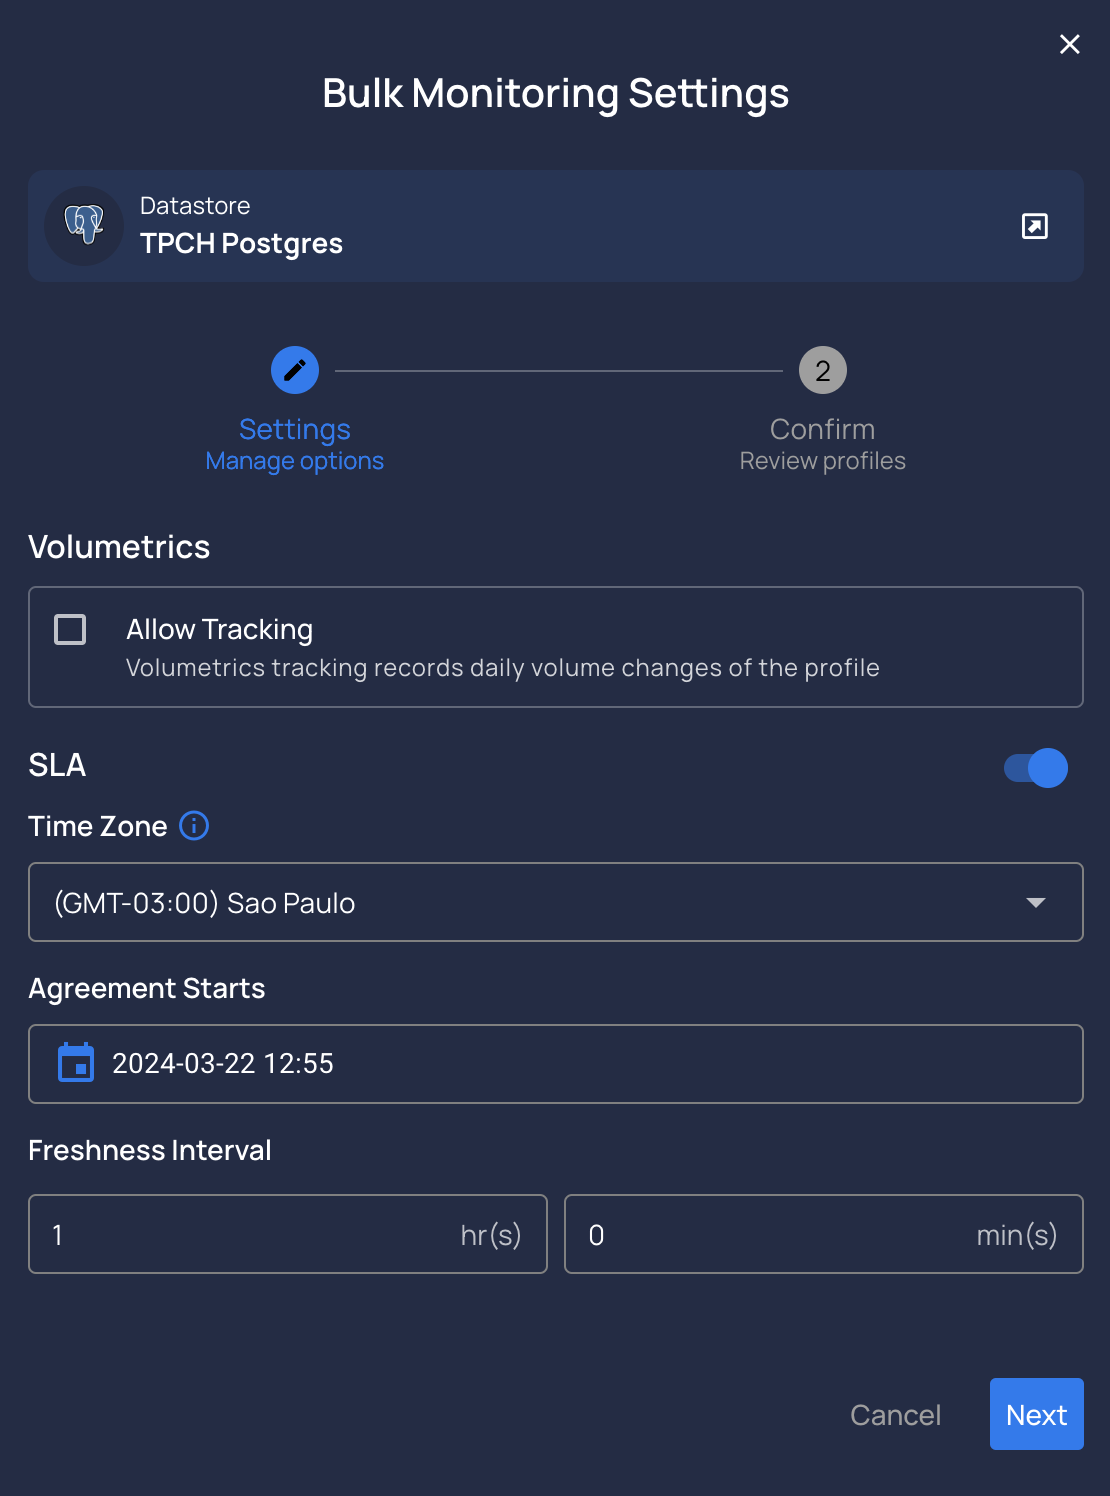 Bulk Monitoring Settings
Datastore
TPCH Postgres
2
Settings
Manage options
Confirm
Review profiles
Volumetrics
Allow Tracking
Volumetrics tracking records daily volume changes of the profile
SLA
Time Zone
(GMT-03:00) Sao Paulo
Agreement Starts
2024-03-22 12:55
Freshness Interval
1 hr(s)
0 min(s)
Cancel
Next